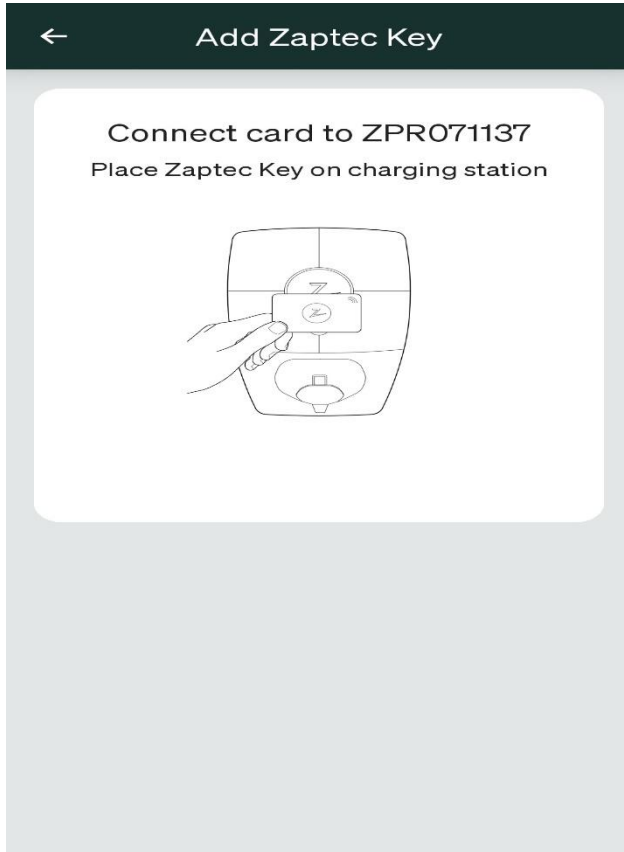 Add Zaptec Key
Connect card to ZPR071137
Place Zaptec Key on charging station